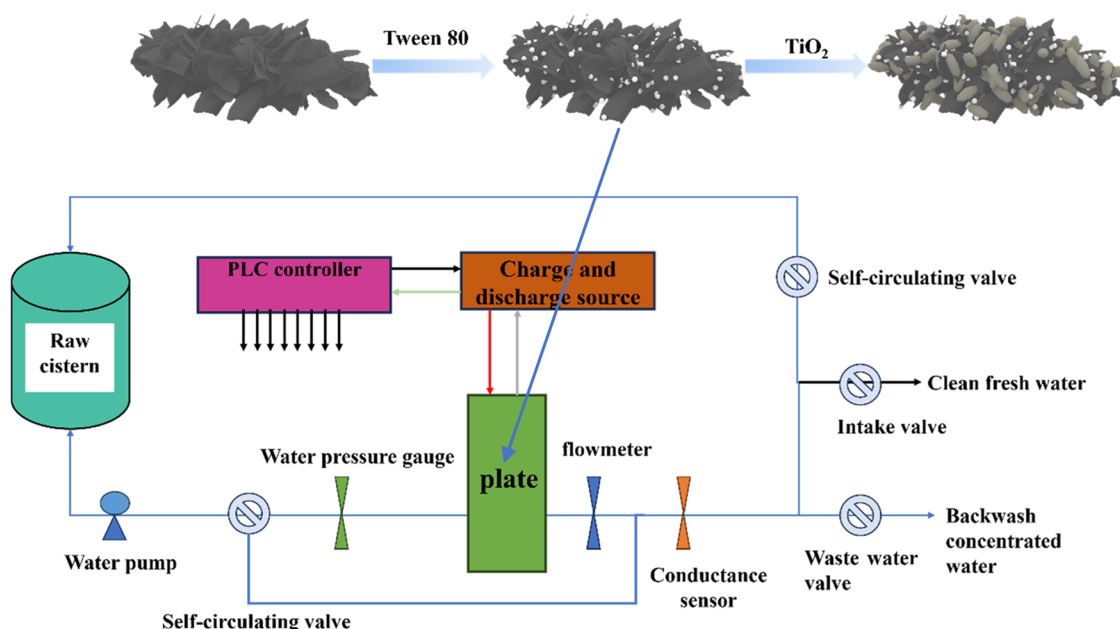 Tween 80
TiO₂
PLC controller
Charge and
discharge source
Self-circulating valve
Raw
cistern
Clean fresh water
Intake valve
Water pressure gauge
flowmeter
plate
Water pump
Conductance
sensor
Waste water
valve
Backwash
concentrated
water
Self-circulating valve